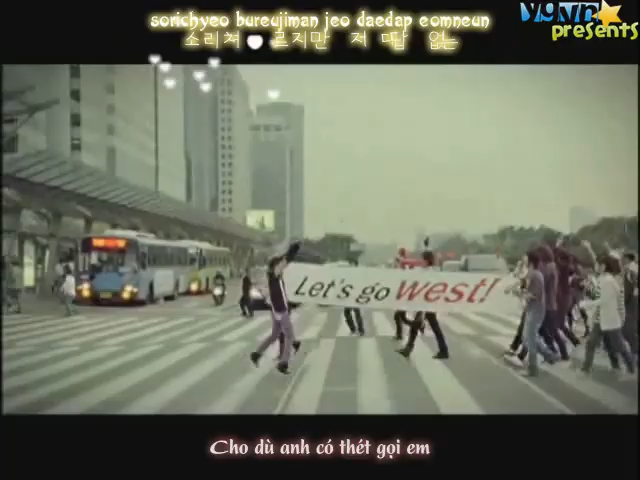 sorichyeo bureujiman jeo daedap eomneun
소리쳐 르지만 저 답 없는
VGVN
presents
Let's go west!
Cho dù anh có thét gọi em